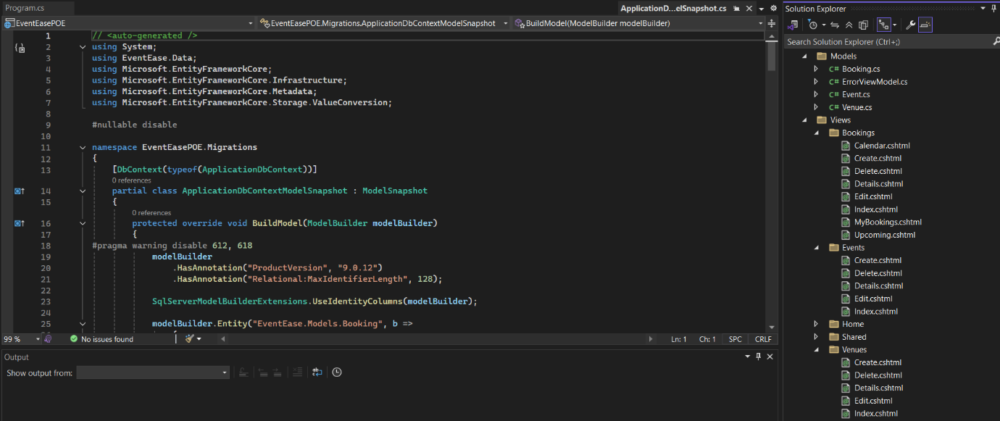 Program.cs
ApplicationD...elSnapshot.cs
EventEasePOE
EventEasePOE.Migrations.ApplicationDbContextModelSnapshot
BuildModel(ModelBuilder modelBuilder)
1 // <auto-generated />
2 using System;
3 using EventEase.Data;
4 using Microsoft.EntityFrameworkCore;
5 using Microsoft.EntityFrameworkCore.Infrastructure;
6 using Microsoft.EntityFrameworkCore.Metadata;
7 using Microsoft.EntityFrameworkCore.Storage.ValueConversion;
8
9 #nullable disable
10
11 namespace EventEasePOE.Migrations
12 {
13 [DbContext(typeof(ApplicationDbContext))]
0 references
14 partial class ApplicationDbContextModelSnapshot : ModelSnapshot
15 {
0 references
16 protected override void BuildModel(ModelBuilder modelBuilder)
17 {
18 #pragma warning disable 612, 618
19 modelBuilder
20 .HasAnnotation("ProductVersion", "9.0.12")
21 .HasAnnotation("Relational:MaxIdentifierLength", 128);
22
23 SqlServerModelBuilderExtensions.UseIdentityColumns(modelBuilder);
24
25 modelBuilder.Entity("EventEase.Models.Booking", b =>
99 %
No issues found
Ln: 1
Ch: 1
SPC
CRLF
Output
Show output from:
Solution Explorer
Search Solution Explorer (Ctrl+;)
Models
C# Booking.cs
C# ErrorViewModel.cs
C# Event.cs
C# Venue.cs
Views
Bookings
Calendar.cshtml
Create.cshtml
Delete.cshtml
Details.cshtml
Edit.cshtml
Index.cshtml
MyBookings.cshtml
Upcoming.cshtml
Events
Create.cshtml
Delete.cshtml
Details.cshtml
Edit.cshtml
Index.cshtml
Home
Shared
Venues
Create.cshtml
Delete.cshtml
Details.cshtml
Edit.cshtml
Index.cshtml